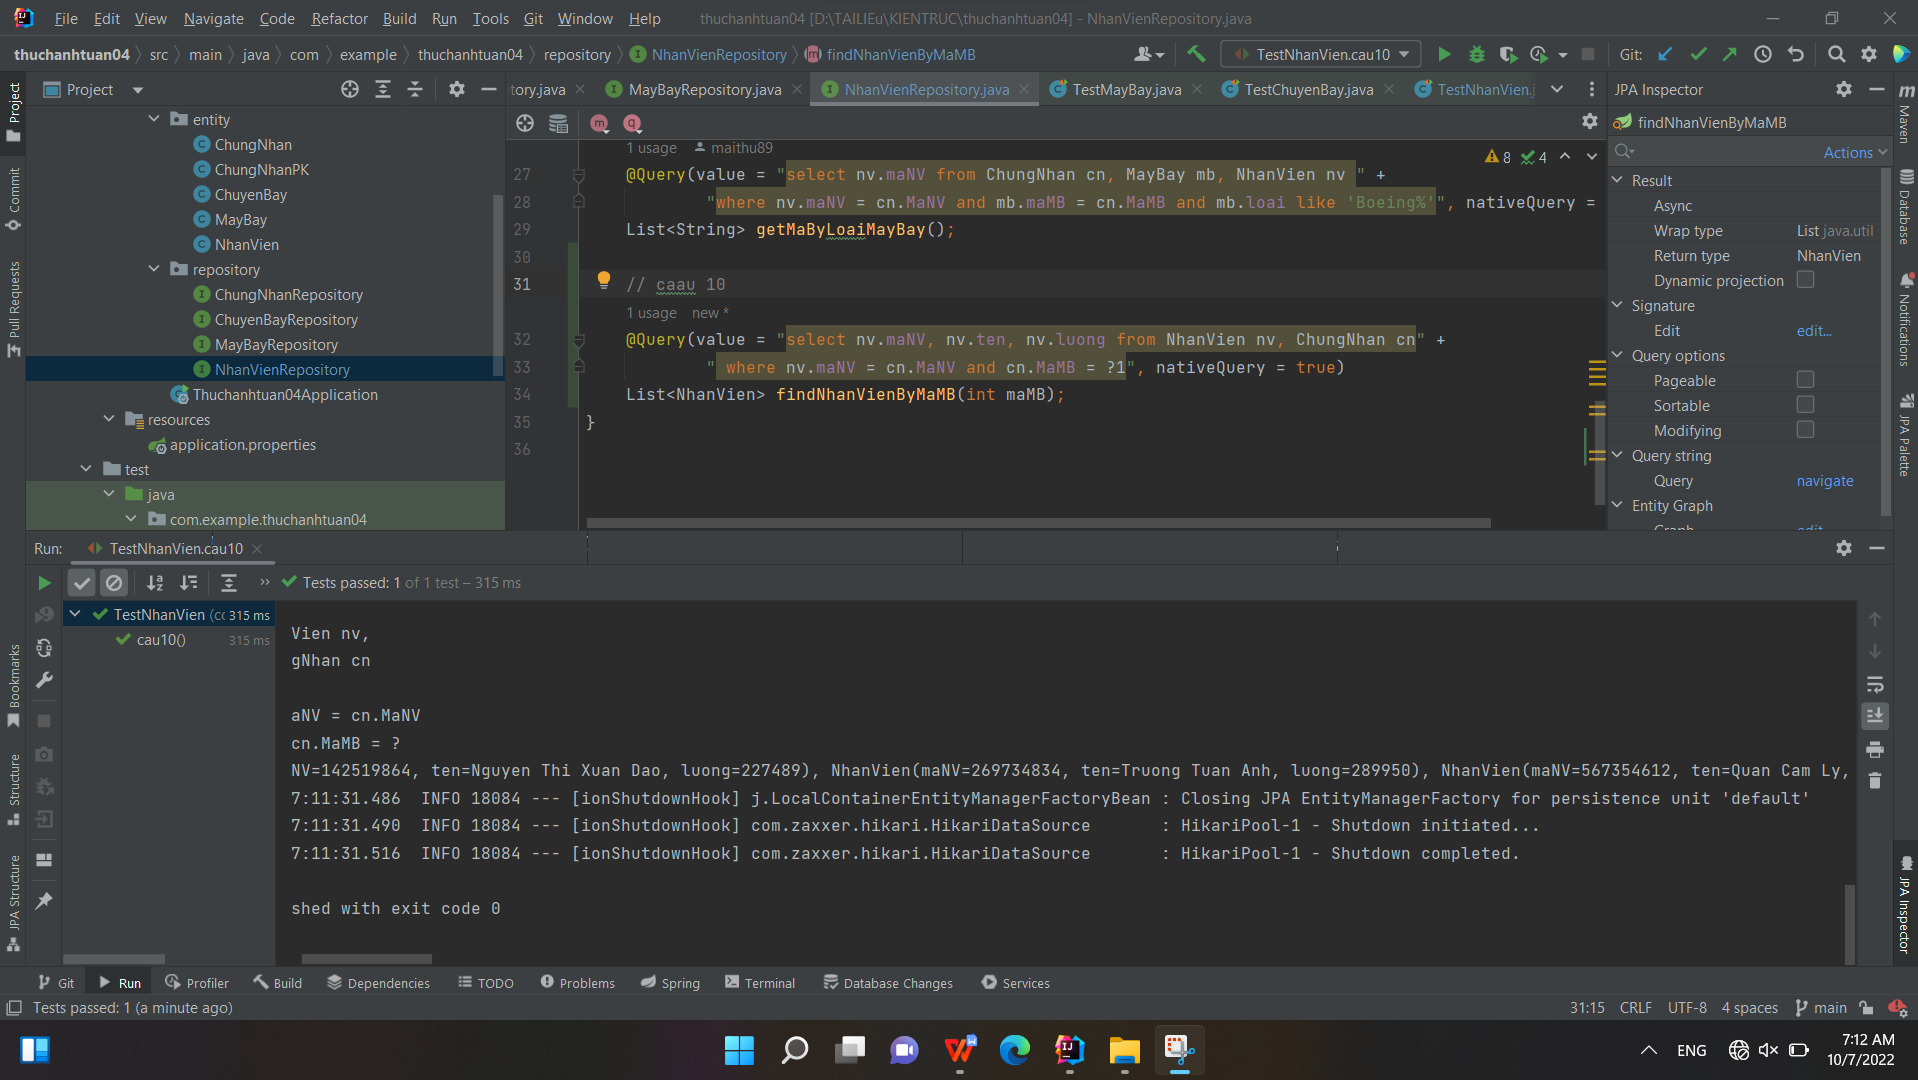 File Edit View Navigate Code Refactor Build Run Tools Git Window Help thuchanhtuan04 [D:\TAILIEu\KIENTRUC\thuchanhtuan04] - NhanVienRepository.java
thuchanhtuan04 src main java com example thuchanhtuan04 repository NhanVienRepository findNhanVienByMaMB TestNhanVien.cau10 Git:
Project
tory.java MayBayRepository.java NhanVienRepository.java TestMayBay.java TestChuyenBay.java TestNhanVien.j
JPA Inspector
entity
ChungNhan
ChungNhanPK
ChuyenBay
MayBay
NhanVien
repository
ChungNhanRepository
ChuyenBayRepository
MayBayRepository
NhanVienRepository
Thuchanhtuan04Application
resources
application.properties
test
java
com.example.thuchanhtuan04
1 usage maithu89
8 4
27 @Query(value = "select nv.maNV from ChungNhan cn, MayBay mb, NhanVien nv " +
28 "where nv.maNV = cn.MaNV and mb.maMB = cn.MaMB and mb.loai like 'Boeing%'", nativeQuery =
29 List<String> getMaByLoaiMayBay();
30
31 // caau 10
1 usage new *
32 @Query(value = "select nv.maNV, nv.ten, nv.luong from NhanVien nv, ChungNhan cn" +
33 " where nv.maNV = cn.MaNV and cn.MaMB = ?1", nativeQuery = true)
34 List<NhanVien> findNhanVienByMaMB(int maMB);
35 }
36
findNhanVienByMaMB
Actions
Result
Async
Wrap type List java.util
Return type NhanVien
Dynamic projection
Signature
Edit edit...
Query options
Pageable
Sortable
Modifying
Query string
Query navigate
Entity Graph
Project
Commit
Pull Requests
Bookmarks
Structure
JPA Structure
Maven
Database
Notifications
JPA Palette
JPA Inspector
Run: TestNhanVien.cau10
Tests passed: 1 of 1 test – 315 ms
TestNhanVien (co 315 ms
cau10() 315 ms
Vien nv,
gNhan cn
aNV = cn.MaNV
cn.MaMB = ?
NV=142519864, ten=Nguyen Thi Xuan Dao, luong=227489), NhanVien(maNV=269734834, ten=Truong Tuan Anh, luong=289950), NhanVien(maNV=567354612, ten=Quan Cam Ly,
7:11:31.486 INFO 18084 --- [ionShutdownHook] j.LocalContainerEntityManagerFactoryBean : Closing JPA EntityManagerFactory for persistence unit 'default'
7:11:31.490 INFO 18084 --- [ionShutdownHook] com.zaxxer.hikari.HikariDataSource : HikariPool-1 - Shutdown initiated...
7:11:31.516 INFO 18084 --- [ionShutdownHook] com.zaxxer.hikari.HikariDataSource : HikariPool-1 - Shutdown completed.
shed with exit code 0
Git Run Profiler Build Dependencies TODO Problems Spring Terminal Database Changes Services
Tests passed: 1 (a minute ago)
31:15 CRLF UTF-8 4 spaces main
ENG
7:12 AM
10/7/2022